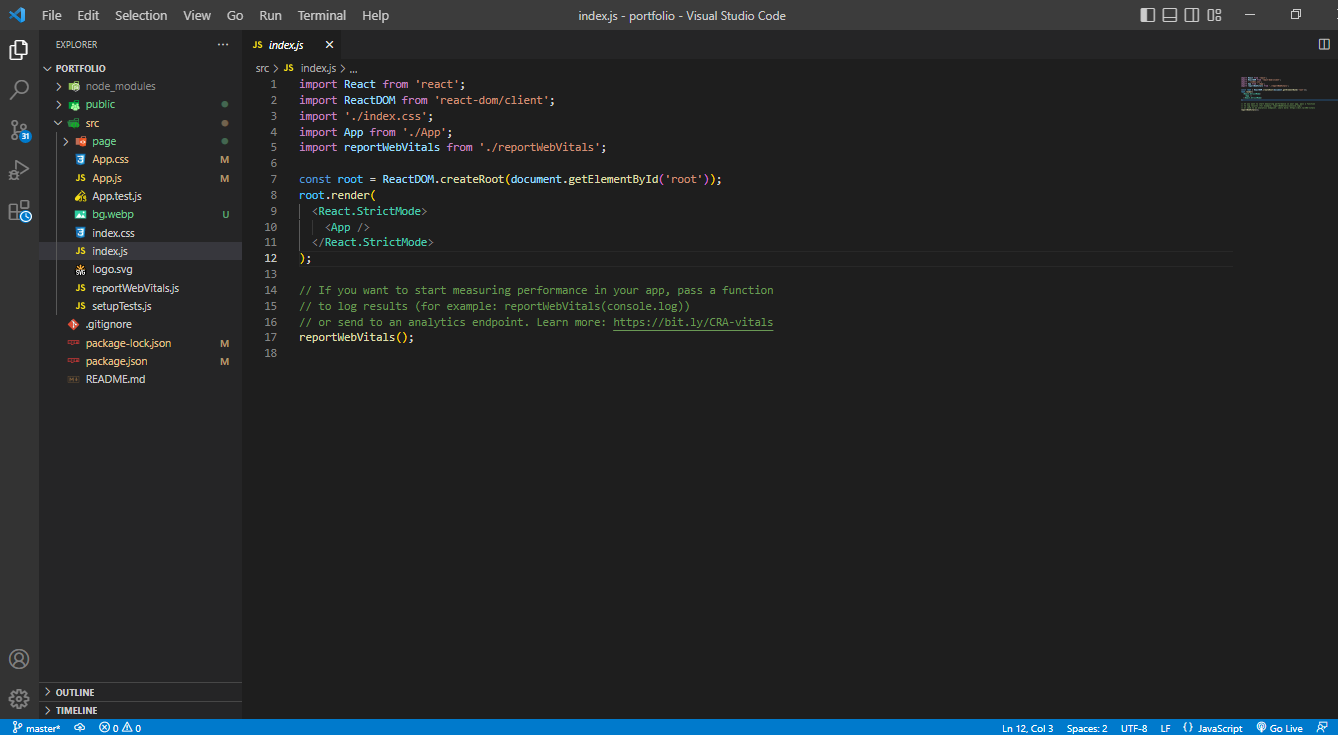 File Edit Selection View Go Run Terminal Help
index.js - portfolio - Visual Studio Code
EXPLORER
PORTFOLIO
node_modules
public
src
page
App.css M
JS App.js M
App.test.js
bg.webp U
index.css
JS index.js
logo.svg
JS reportWebVitals.js
JS setupTests.js
.gitignore
package-lock.json M
package.json M
README.md
OUTLINE
TIMELINE
31
JS index.js
src > JS index.js > ...
1 import React from 'react';
2 import ReactDOM from 'react-dom/client';
3 import './index.css';
4 import App from './App';
5 import reportWebVitals from './reportWebVitals';
6
7 const root = ReactDOM.createRoot(document.getElementById('root'));
8 root.render(
9 <React.StrictMode>
10 <App />
11 </React.StrictMode>
12 );
13
14 // If you want to start measuring performance in your app, pass a function
15 // to log results (for example: reportWebVitals(console.log))
16 // or send to an analytics endpoint. Learn more: https://bit.ly/CRA-vitals
17 reportWebVitals();
18
master* 0 0
Ln 12, Col 3 Spaces: 2 UTF-8 LF {} JavaScript Go Live